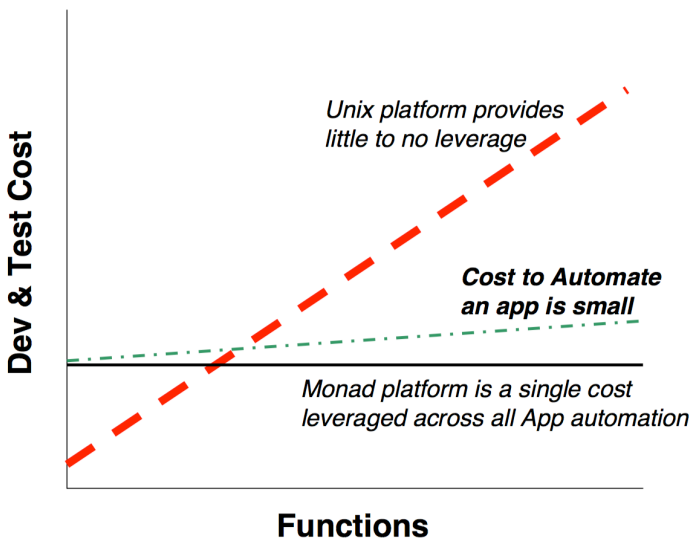 Unix platform provides
little to no leverage
Dev & Test Cost
Cost to Automate
an app is small
Monad platform is a single cost
leveraged across all App automation
Functions